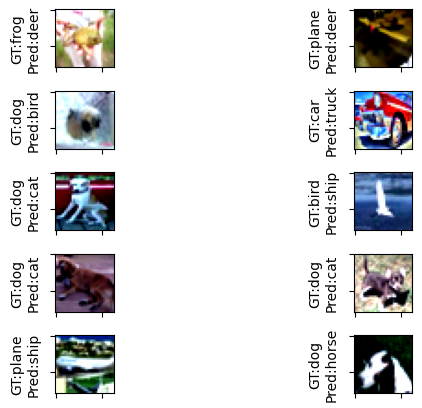 GT:frog
Pred:deer
GT:plane
Pred:deer
GT:dog
Pred:bird
GT:car
Pred:truck
GT:dog
Pred:cat
GT:bird
Pred:ship
GT:dog
Pred:cat
GT:dog
Pred:cat
GT:plane
Pred:ship
GT:dog
Pred:horse